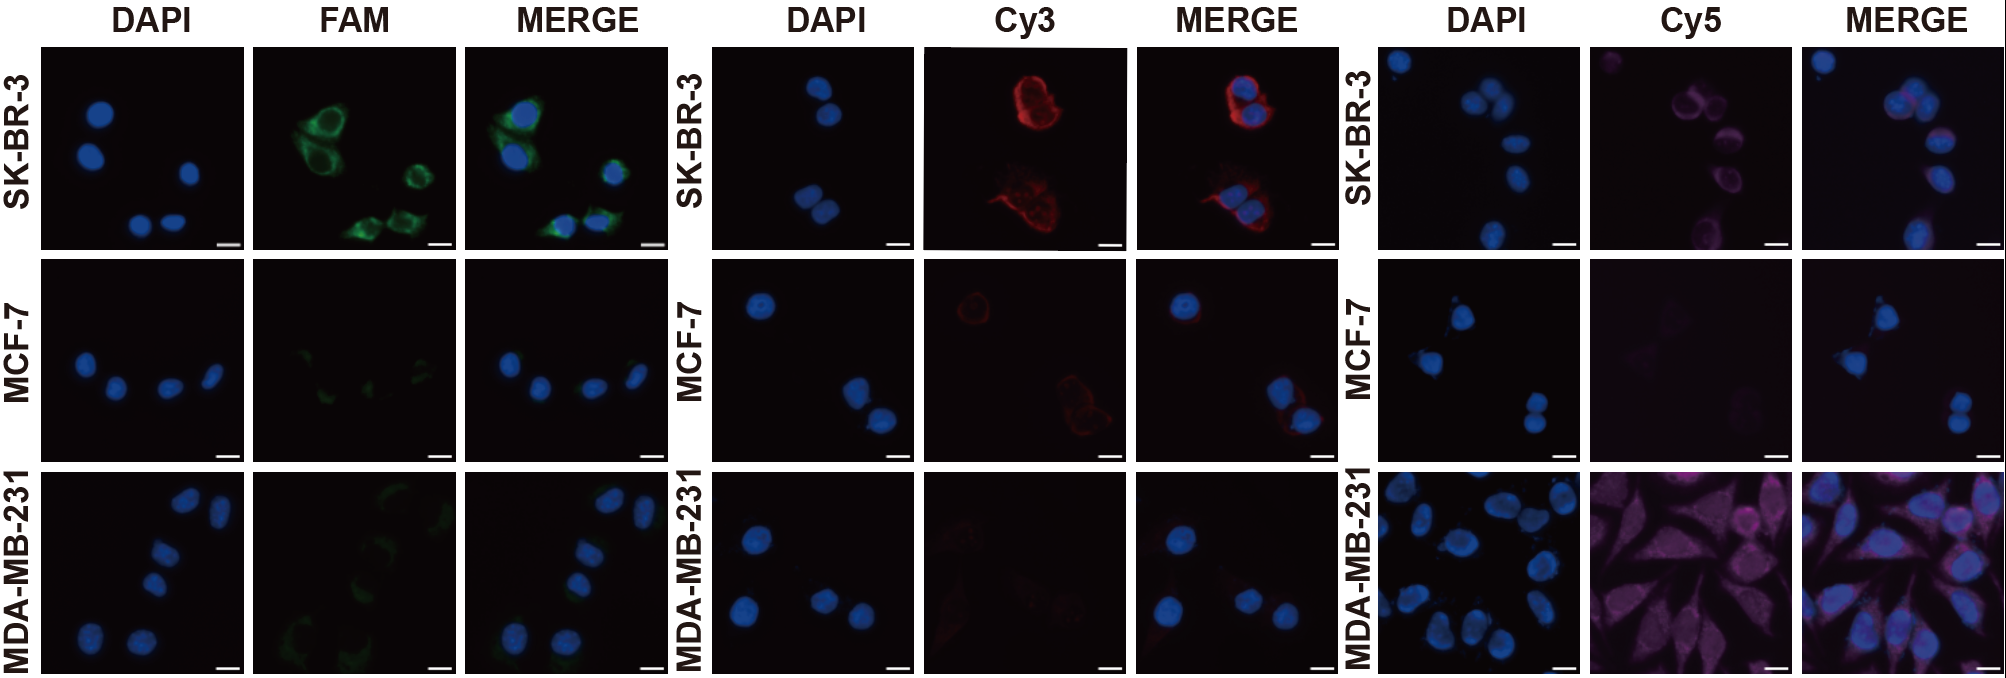 DAPI FAM MERGE DAPI Cy3 MERGE DAPI Cy5 MERGE
SK-BR-3 SK-BR-3 SK-BR-3
MCF-7 MCF-7 MCF-7
MDA-MB-231 MDA-MB-231 MDA-MB-231